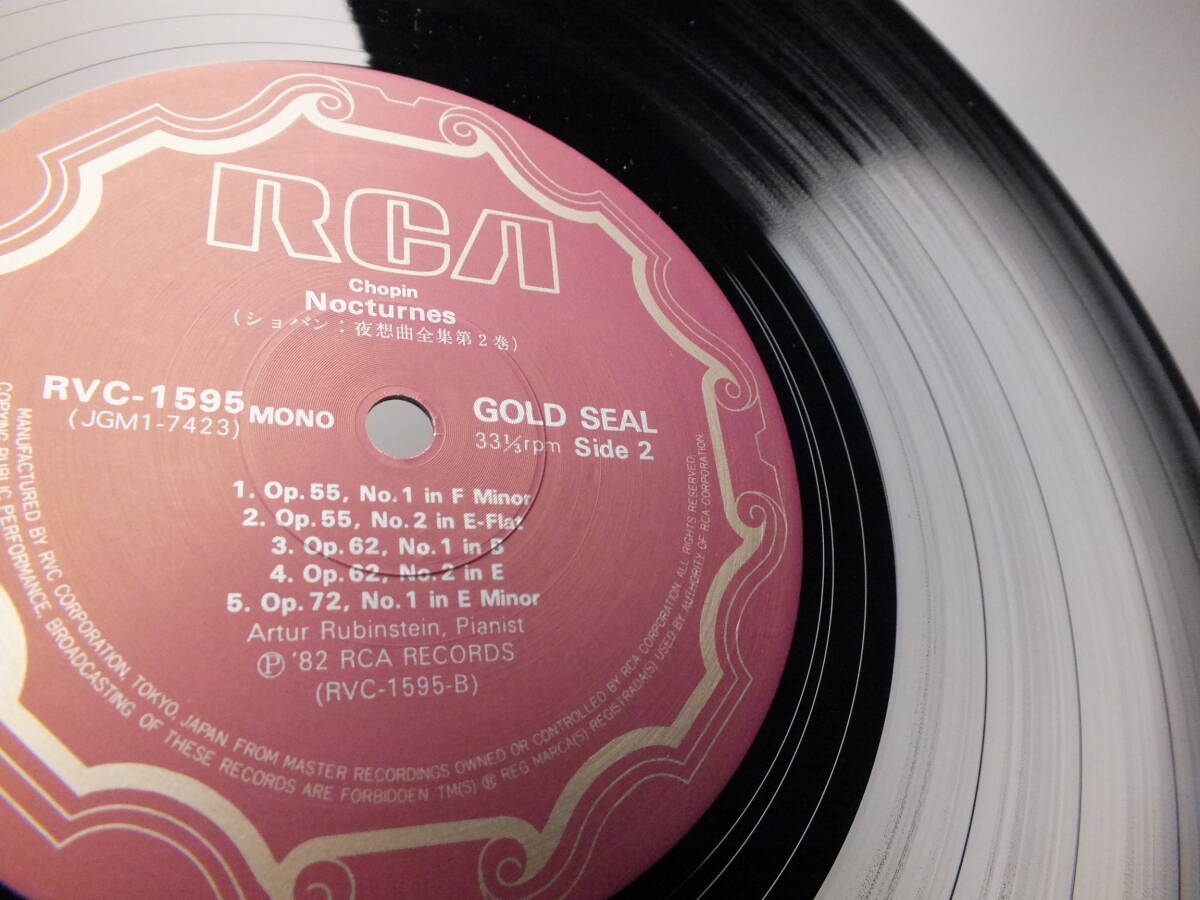 RCA
Chopin
Nocturnes
(ショパン：夜想曲全集第2巻)
RVC-1595
(JGM1-7423)
MONO
GOLD SEAL
33⅓rpm Side 2
1. Op.55, No.1 in F Minor
2. Op.55, No.2 in E-Flat
3. Op.62, No.1 in B
4. Op.62, No.2 in E
5. Op.72, No.1 in E Minor
Artur Rubinstein, Pianist
Ⓟ '82 RCA RECORDS
(RVC-1595-B)
MANUFACTURED BY RVC CORPORATION, TOKYO, JAPAN, FROM MASTER RECORDINGS OWNED OR CONTROLLED BY RCA CORPORATION. ALL RIGHTS RESERVED.
COPYING, PUBLIC PERFORMANCE, BROADCASTING OF THESE RECORDS ARE FORBIDDEN TM(S) ® REG MARCA(S) REGISTRADA(S) USED BY AUTHORITY OF RCA CORPORATION.